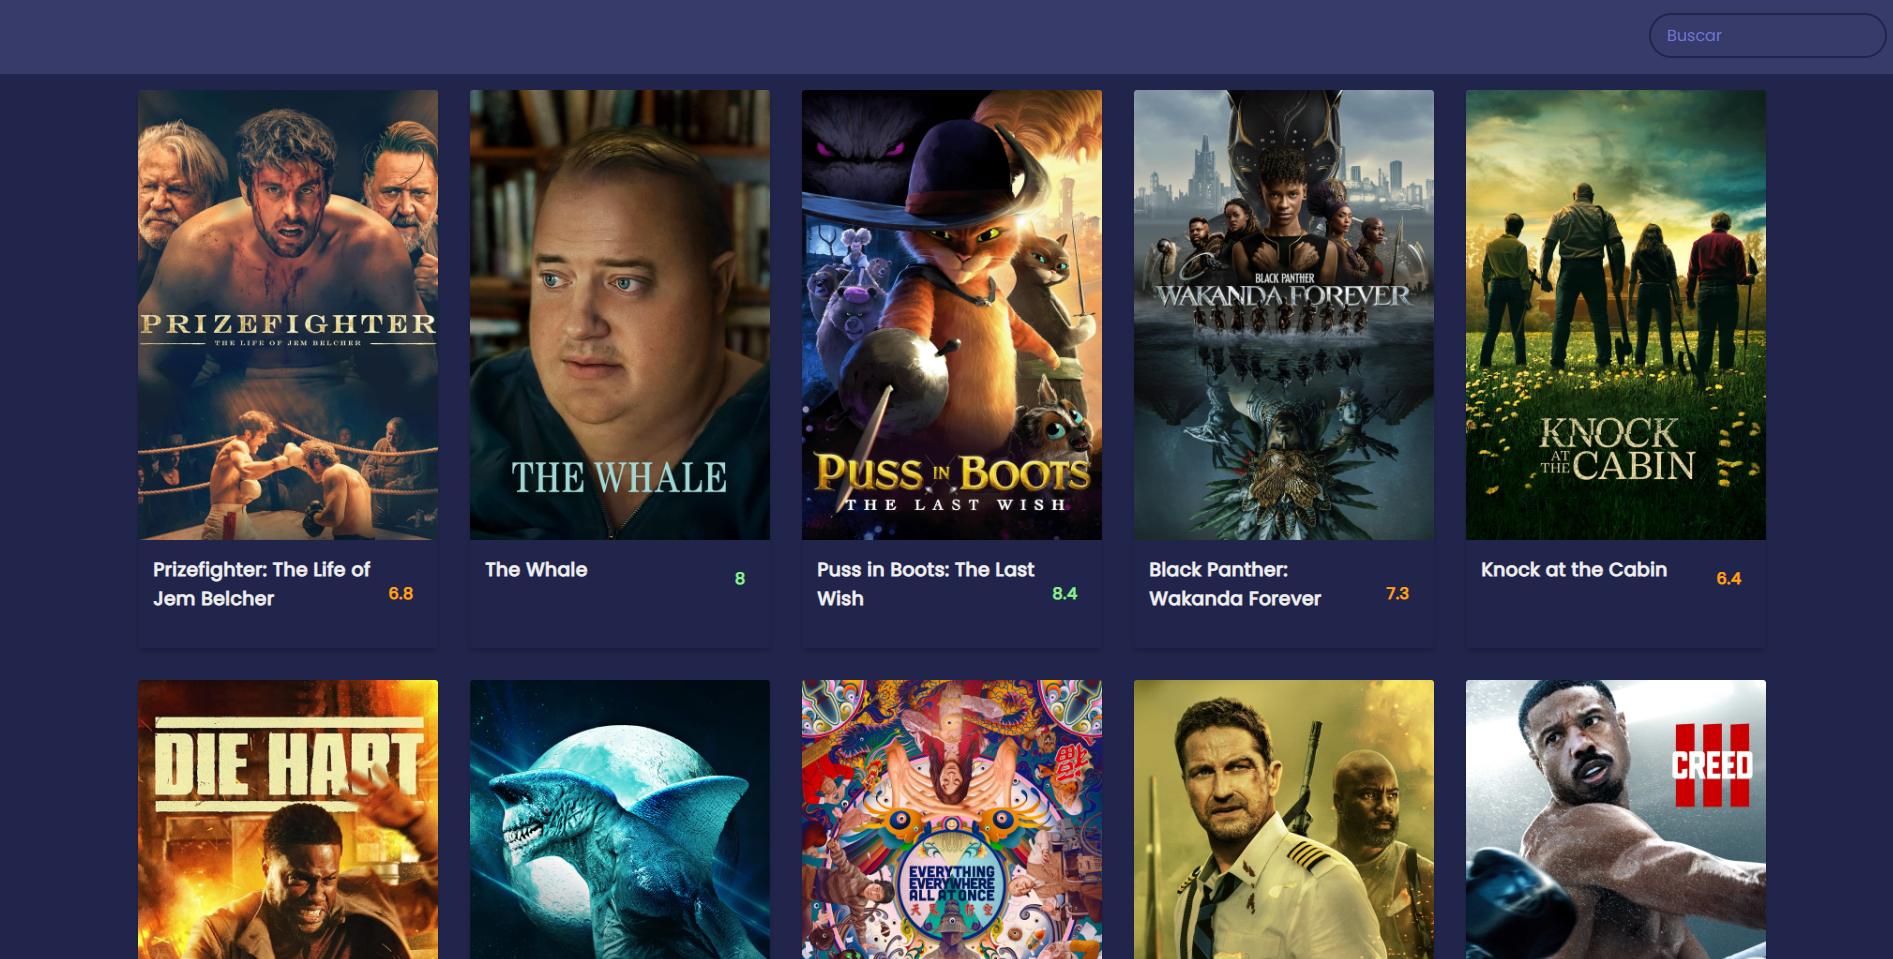 Buscar
PRIZEFIGHTER
THE LIFE OF JEM BELCHER
THE WHALE
PUSS IN BOOTS
THE LAST WISH
BLACK PANTHER
WAKANDA FOREVER
KNOCK
AT
THE CABIN
Prizefighter: The Life of
Jem Belcher
6.8
The Whale
8
Puss in Boots: The Last
Wish
8.4
Black Panther:
Wakanda Forever
7.3
Knock at the Cabin
6.4
DIE HART
EVERYTHING
EVERYWHERE
ALL AT ONCE
CREED
III